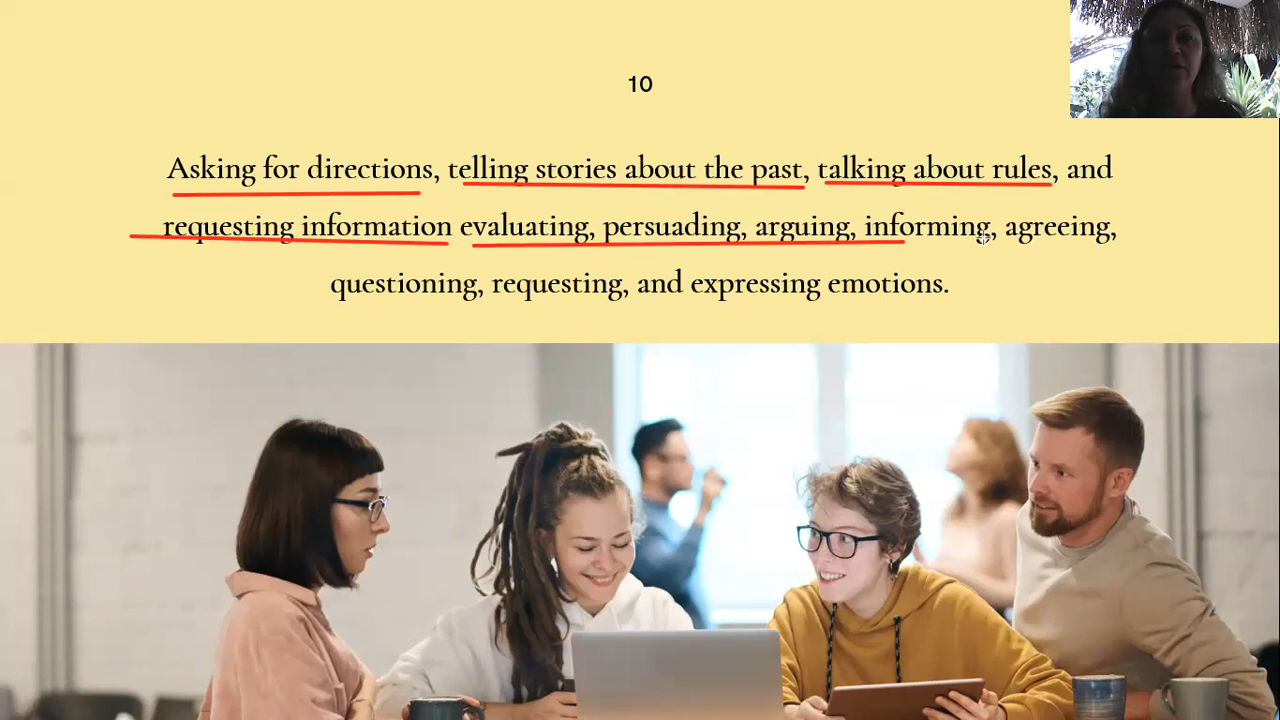 10
Asking for directions, telling stories about the past, talking about rules, and
requesting information evaluating, persuading, arguing, informing, agreeing,
questioning, requesting, and expressing emotions.